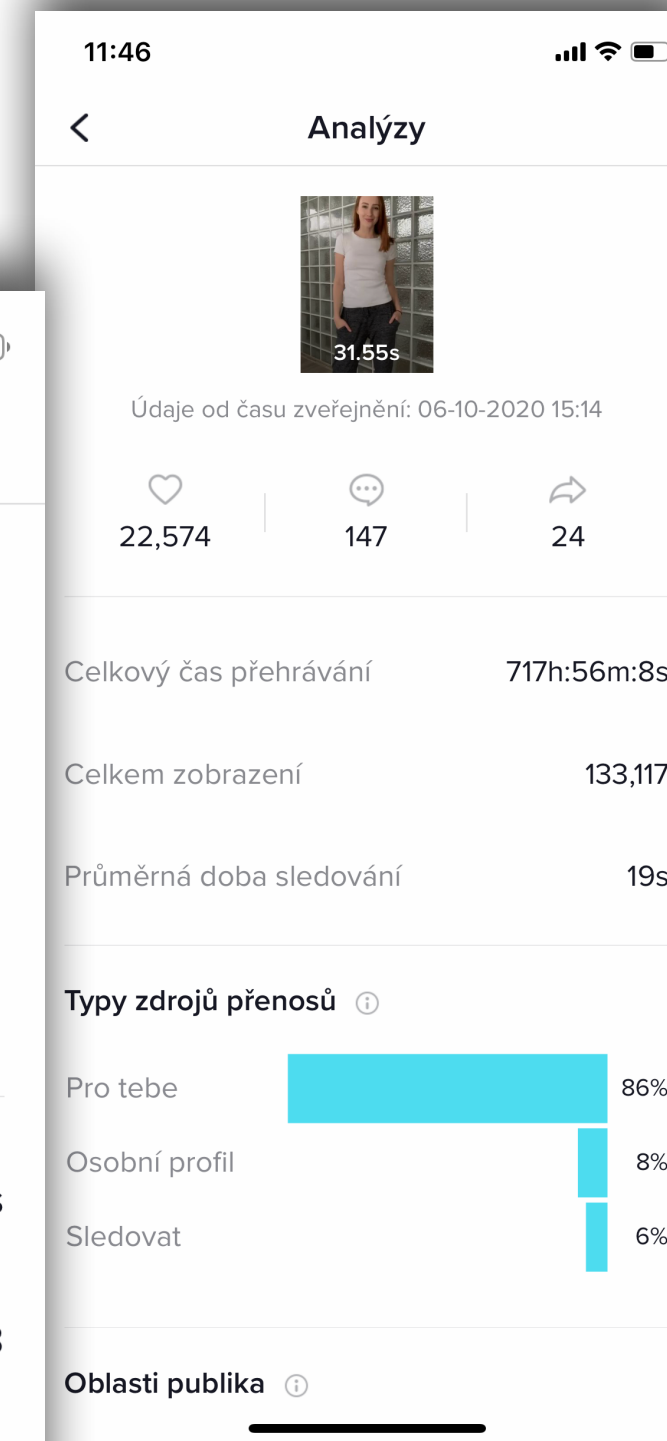 11:46
Analýzy
31.55s
Údaje od času zveřejnění: 06-10-2020 15:14
22,574 147 24
Celkový čas přehrávání 717h:56m:8s
Celkem zobrazení 133,117
Průměrná doba sledování 19s
Typy zdrojů přenosů
Pro tebe 86%
Osobní profil 8%
Sledovat 6%
Oblasti publika